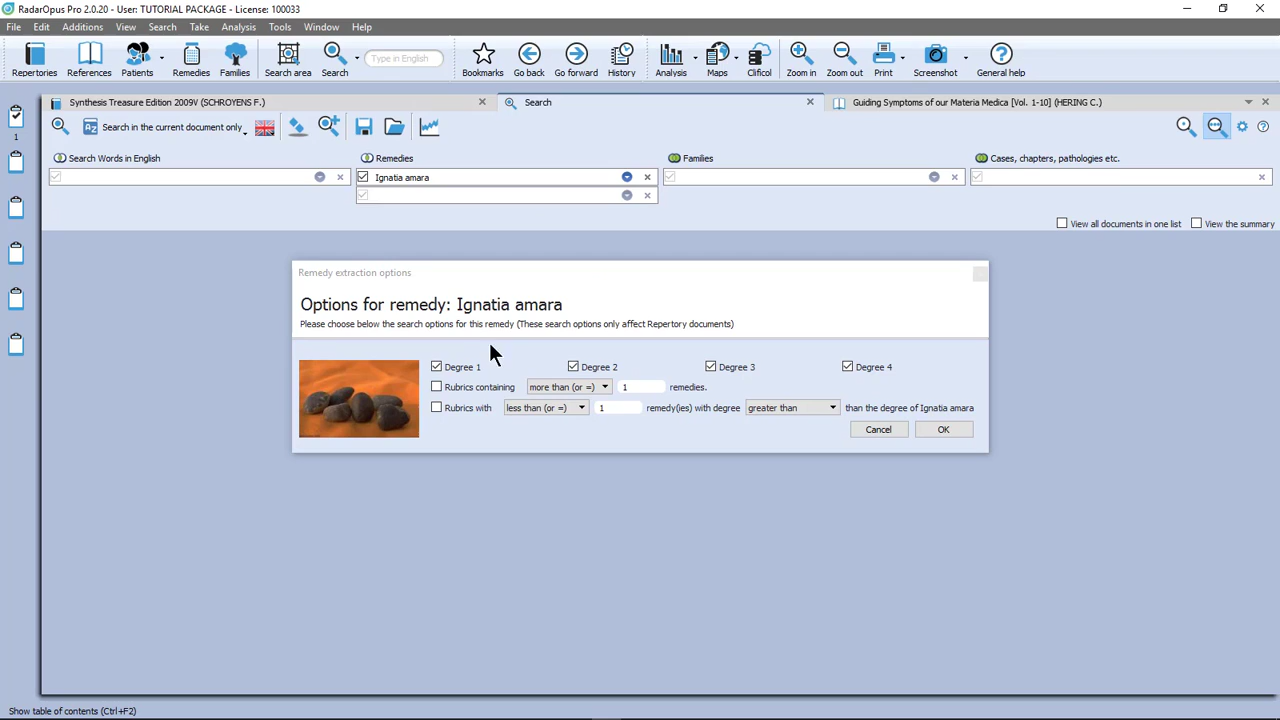 RadarOpus Pro 2.0.20 - User: TUTORIAL PACKAGE - License: 100033
File Edit Additions View Search Take Analysis Tools Window Help
Type in English
Repertories References Patients Remedies Families Search area Search Bookmarks Go back Go forward History Analysis Maps Clificol Zoom in Zoom out Print Screenshot General help
Synthesis Treasure Edition 2009V (SCHROYENS F.) Search Guiding Symptoms of our Materia Medica [Vol. 1-10] (HERING C.)
1
Search in the current document only
Search Words in English Remedies Families Cases, chapters, pathologies etc.
Ignatia amara
View all documents in one list View the summary
Remedy extraction options
Options for remedy: Ignatia amara
Please choose below the search options for this remedy (These search options only affect Repertory documents)
Degree 1 Degree 2 Degree 3 Degree 4
Rubrics containing more than (or =) 1 remedies.
Rubrics with less than (or =) 1 remedy(ies) with degree greater than than the degree of Ignatia amara
Cancel OK
Show table of contents (Ctrl+F2)